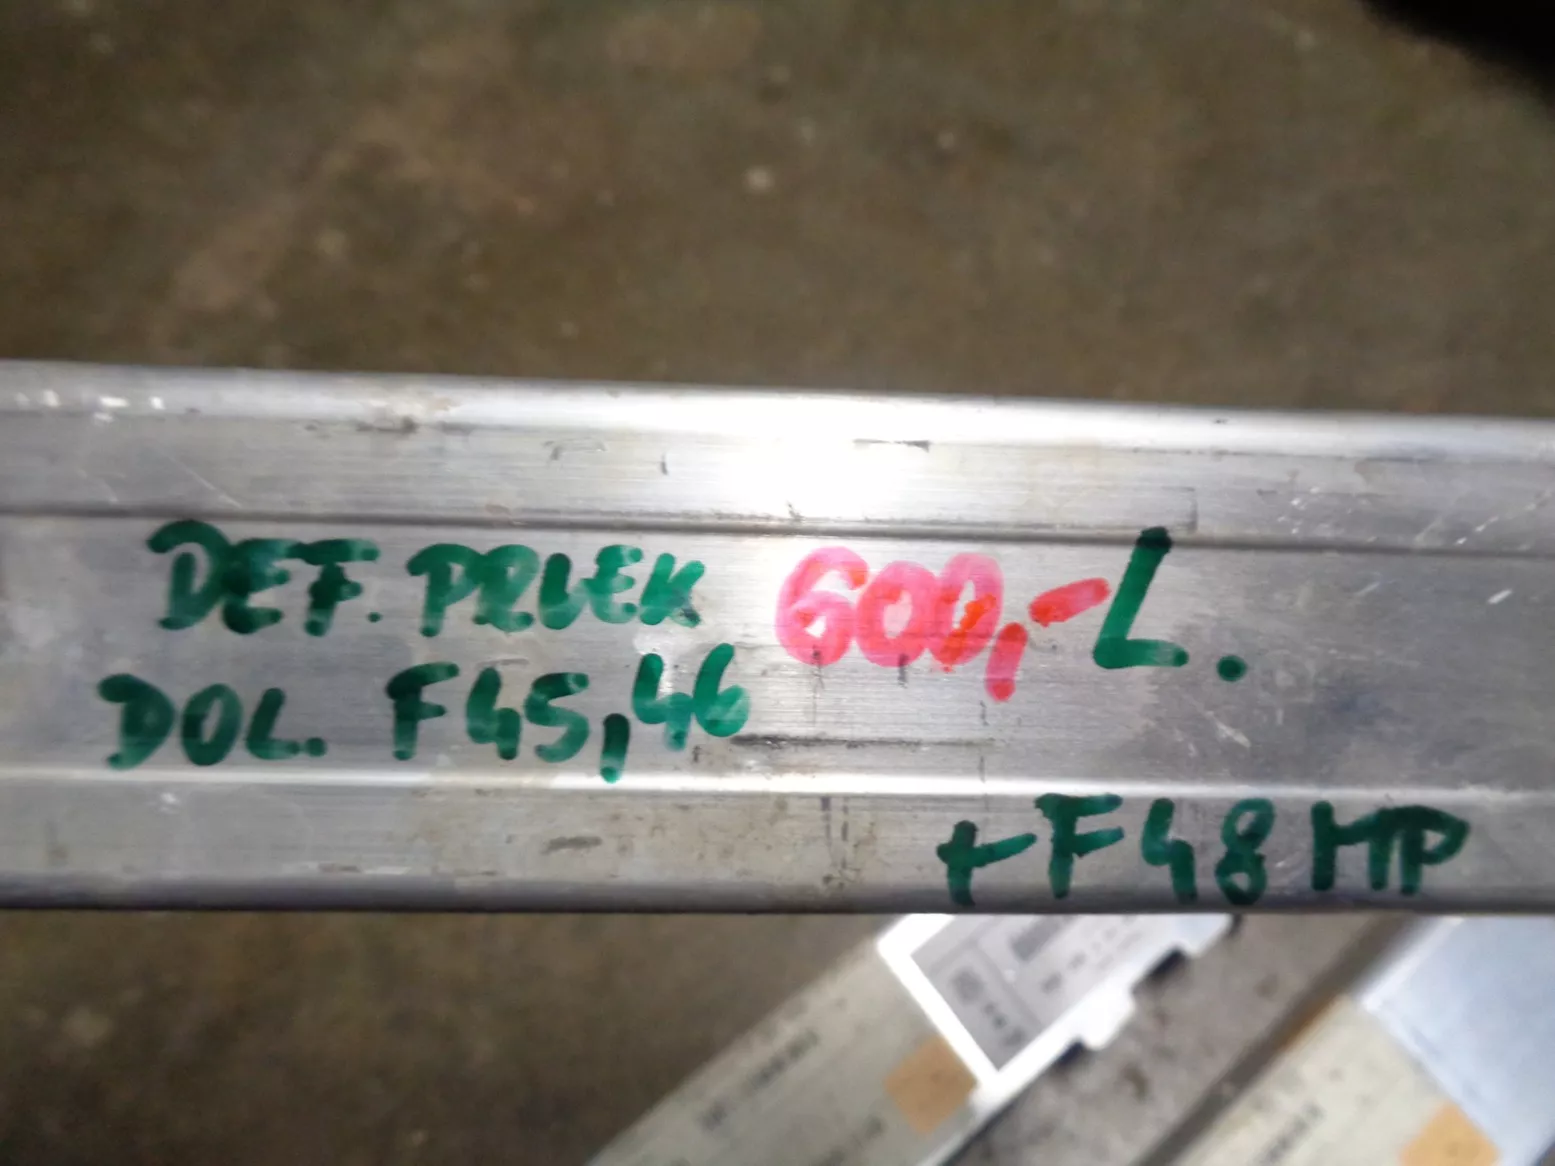 DEF. PRVEK 600,- L.
DOL. F45,46
+F48 MP